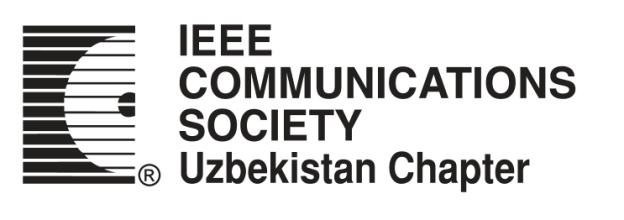 IEEE
COMMUNICATIONS
SOCIETY
® Uzbekistan Chapter